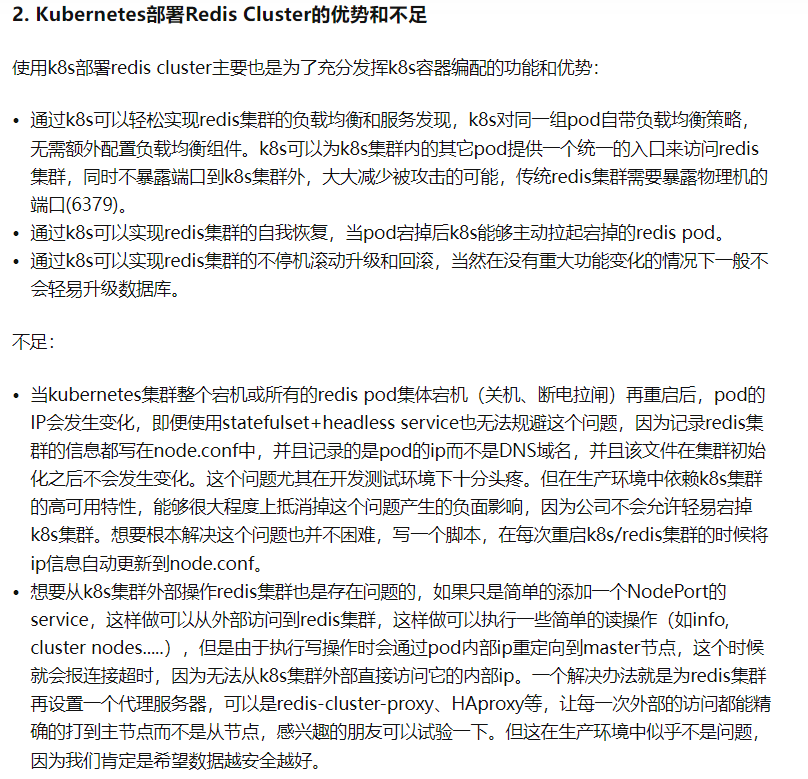 2. Kubernetes部署Redis Cluster的优势和不足
使用k8s部署redis cluster主要也是为了充分发挥k8s容器编配的功能和优势：
• 通过k8s可以轻松实现redis集群的负载均衡和服务发现，k8s对同一组pod自带负载均衡策略，
无需额外配置负载均衡组件。k8s可以为k8s集群内的其它pod提供一个统一的入口来访问redis
集群，同时不暴露端口到k8s集群外，大大减少被攻击的可能，传统redis集群需要暴露物理机的
端口(6379)。
• 通过k8s可以实现redis集群的自我恢复，当pod宕掉后k8s能够主动拉起宕掉的redis pod。
• 通过k8s可以实现redis集群的不停机滚动升级和回滚，当然在没有重大功能变化的情况下一般不
会轻易升级数据库。
不足：
• 当kubernetes集群整个宕机或所有的redis pod集体宕机（关机、断电拉闸）再重启后，pod的
IP会发生变化，即便使用statefulset+headless service也无法规避这个问题，因为记录redis集
群的信息都写在node.conf中，并且记录的是pod的ip而不是DNS域名，并且该文件在集群初始
化之后不会发生变化。这个问题尤其在开发测试环境下十分头疼。但在生产环境中依赖k8s集群
的高可用特性，能够很大程度上抵消掉这个问题产生的负面影响，因为公司不会允许轻易宕掉
k8s集群。想要根本解决这个问题也并不困难，写一个脚本，在每次重启k8s/redis集群的时候将
ip信息自动更新到node.conf。
• 想要从k8s集群外部操作redis集群也是存在问题的，如果只是简单的添加一个NodePort的
service，这样做可以从外部访问到redis集群，这样做可以执行一些简单的读操作（如info,
cluster nodes.....），但是由于执行写操作时会通过pod内部ip重定向到master节点，这个时候
就会报连接超时，因为无法从k8s集群外部直接访问它的内部ip。一个解决办法就是为redis集群
再设置一个代理服务器，可以是redis-cluster-proxy、HAproxy等，让每一次外部的访问都能精
确的打到主节点而不是从节点，感兴趣的朋友可以试验一下。但这在生产环境中似乎不是问题，
因为我们肯定是希望数据越安全越好。